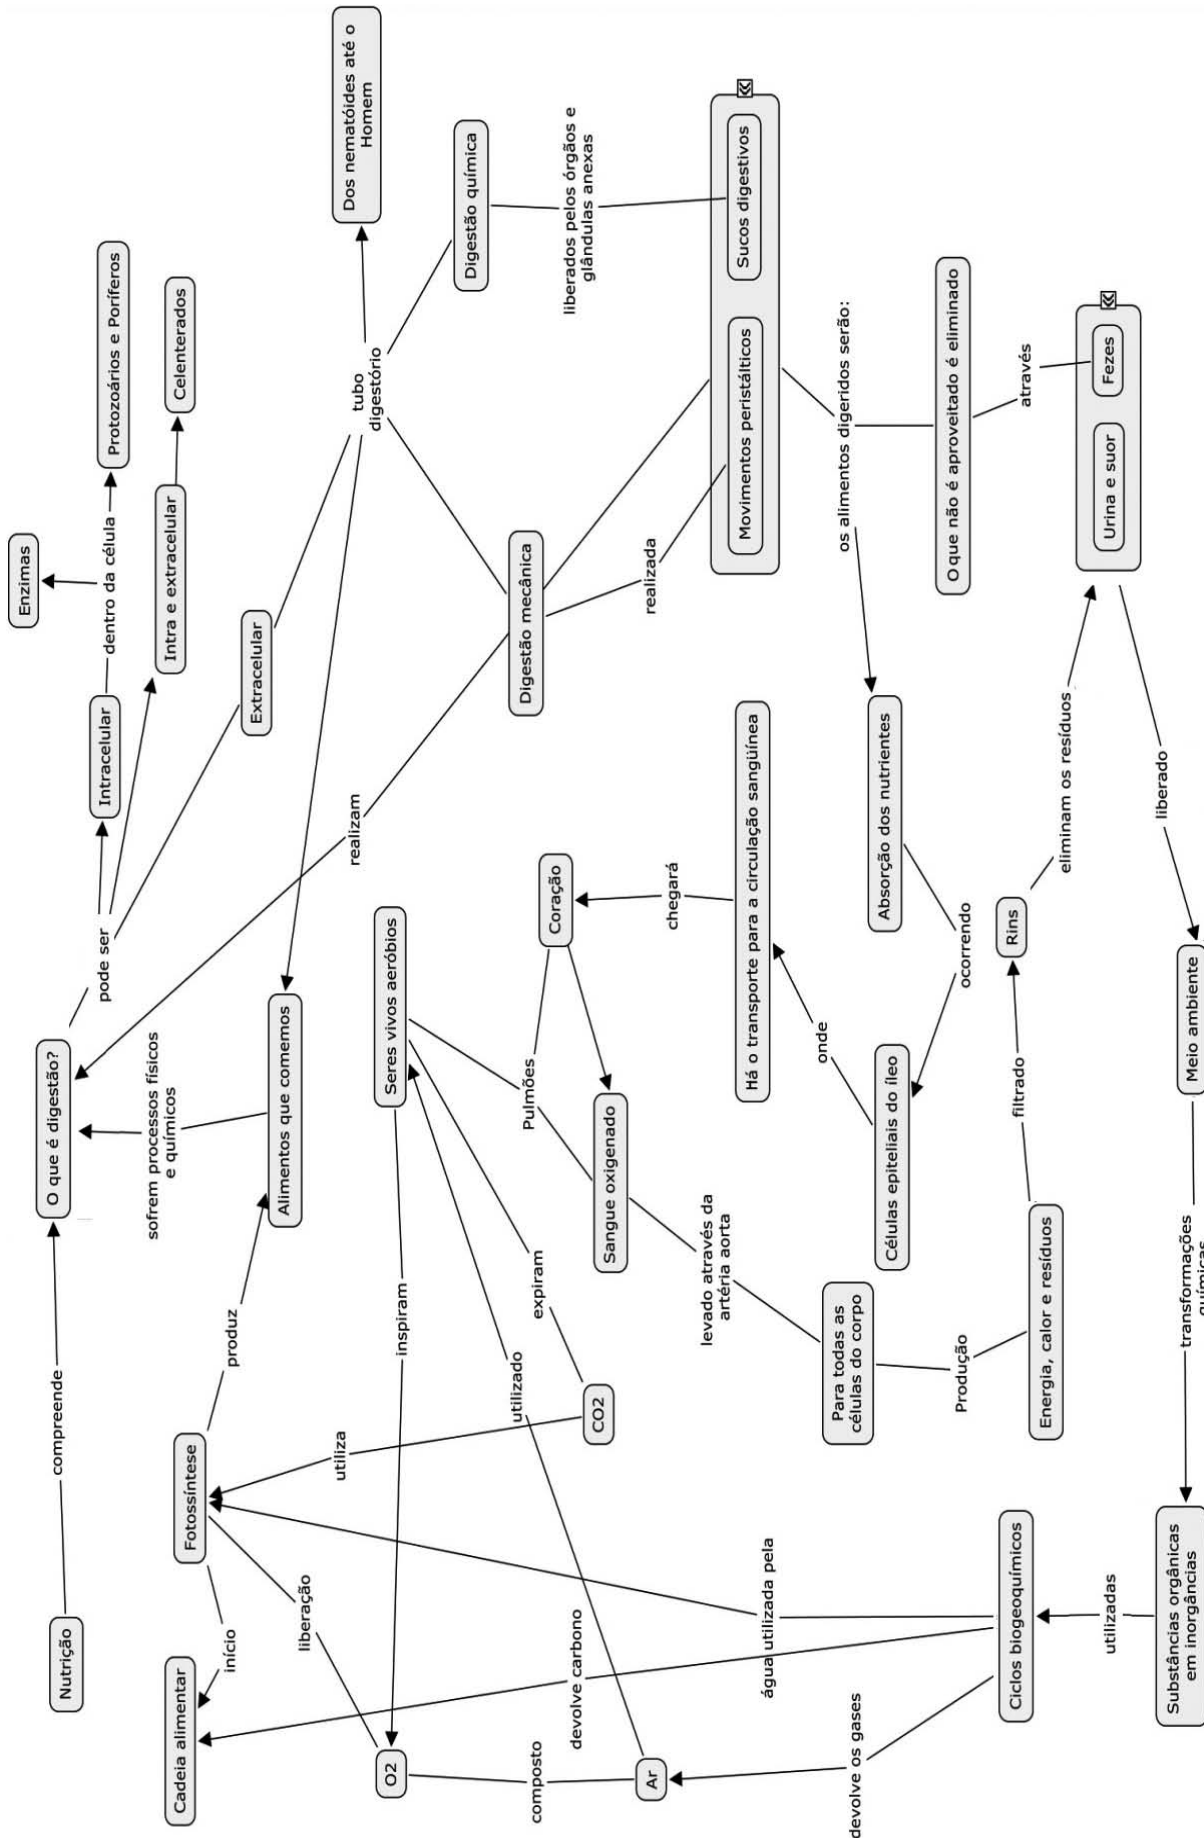 Nutrição
compreende
O que é digestão?
pode ser
Intracelular
dentro da célula
Enzimas
Protozoários e Poríferos
Intra e extracelular
Celenterados
Extracelular
sofrem processos físicos
e químicos
Cadeia alimentar
início
Fotossíntese
produz
Alimentos que comemos
tubo
digestório
Dos nematóides até o
Homem
liberação
utiliza
realizam
O2
inspiram
Seres vivos aeróbios
Digestão mecânica
Digestão química
composto
utilizado
expiram
Pulmões
Coração
realizada
liberados pelos órgãos e
glândulas anexas
devolve carbono
CO2
Sangue oxigenado
chegará
Ar
água
utilizada pela
levado através da
artéria aorta
Há o transporte para a circulação sangüínea
Movimentos peristálticos
Sucos digestivos
onde
os alimentos digeridos serão:
devolve os gases
Para todas as
células do corpo
Células epiteliais do íleo
Absorção dos nutrientes
Produção
ocorrendo
O que não é aproveitado é eliminado
Ciclos biogeoquímicos
Energia, calor e resíduos
filtrado
Rins
através
eliminam os resíduos
Urina e suor
Fezes
utilizadas
liberado
Substâncias orgânicas
em inorgâncias
transformações
químicas
Meio ambiente